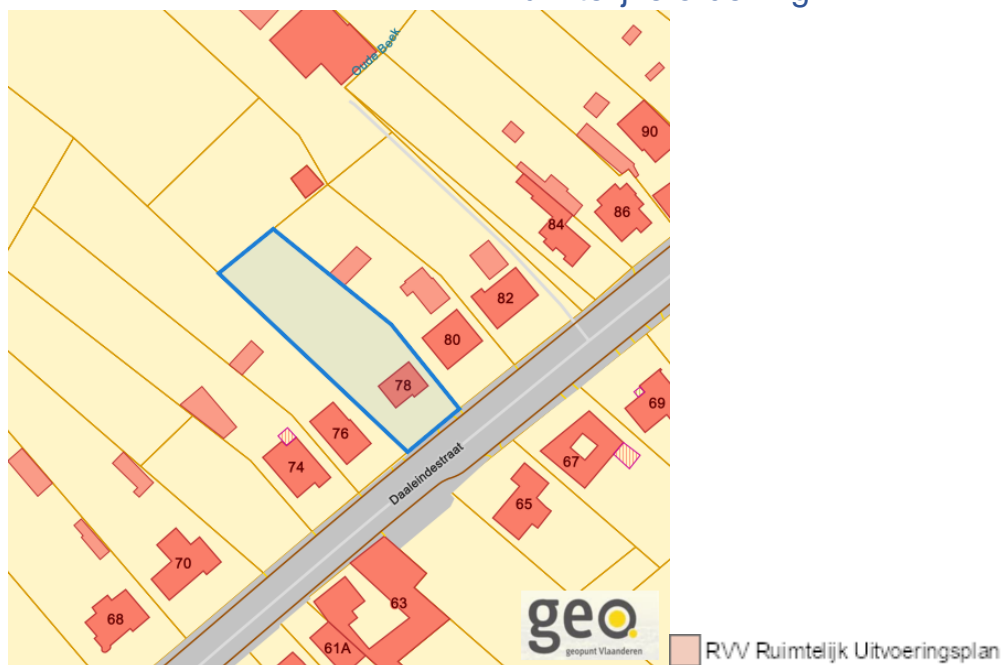 Oude Beek
90
86
84
82
80
78
76
74
70
68
69
67
65
63
61A
Daaleindestraat
geo.
geopunt Vlaanderen
RVV Ruimtelijk Uitvoeringsplan